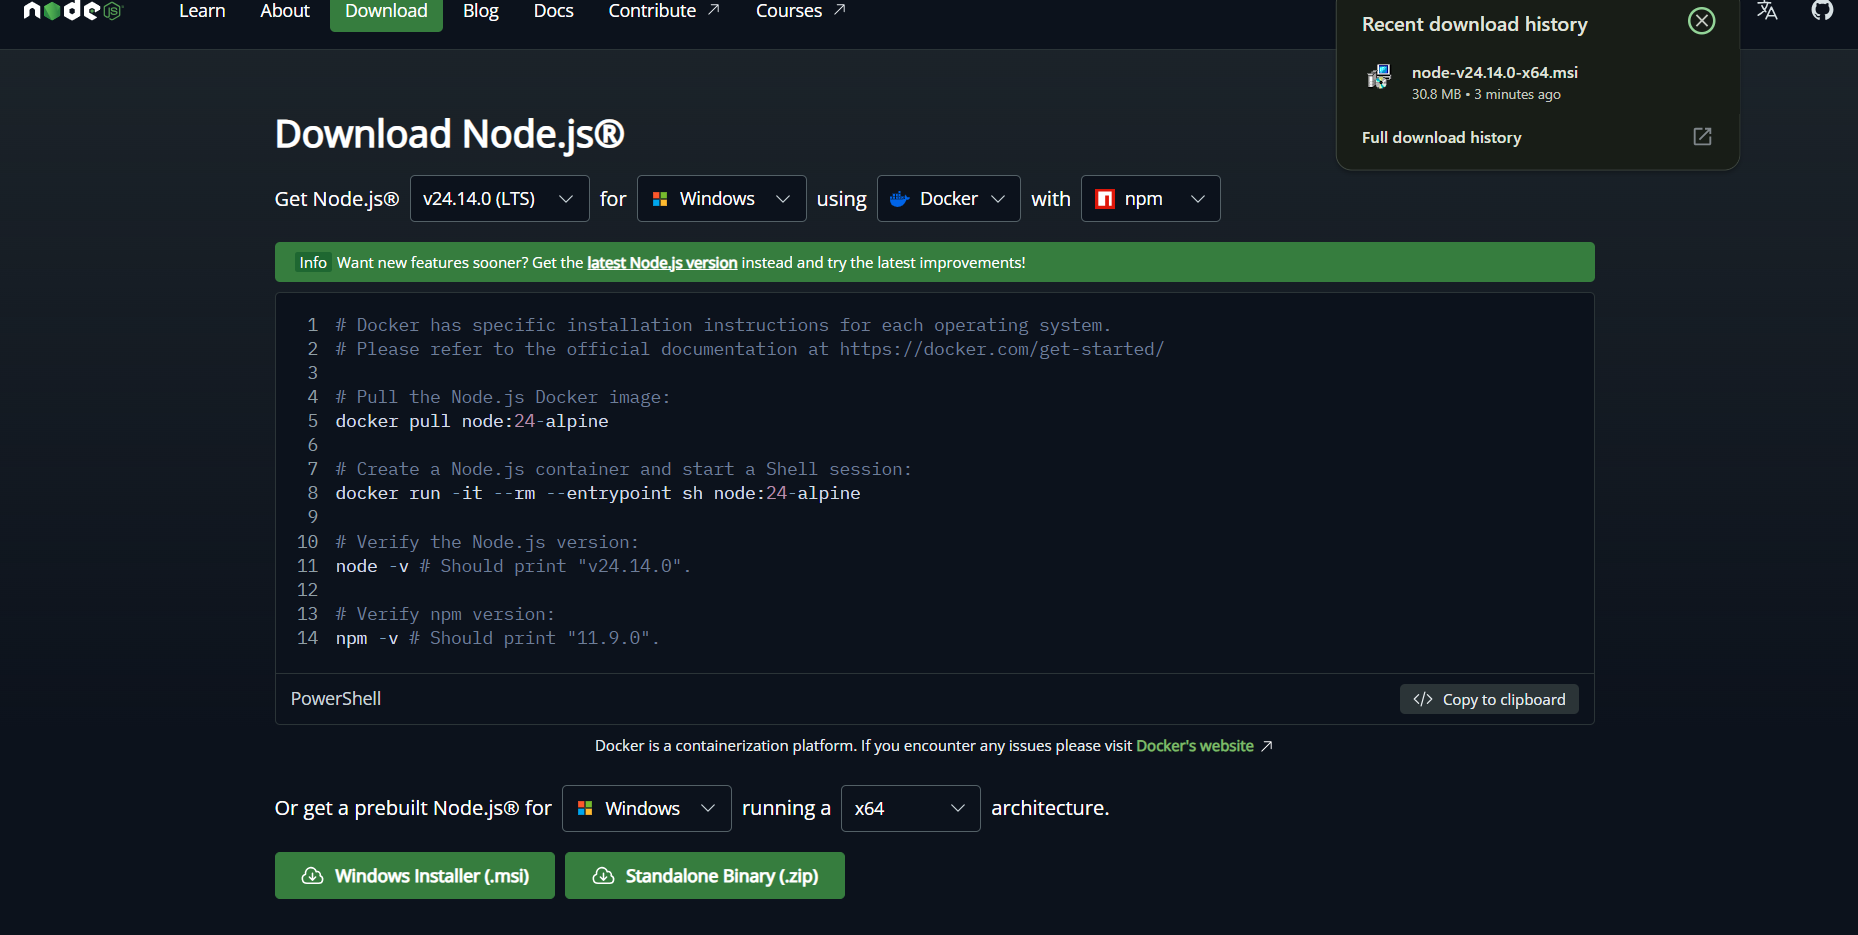 node JS
Learn
About
Download
Blog
Docs
Contribute
Courses
Recent download history
node-v24.14.0-x64.msi
30.8 MB • 3 minutes ago
Full download history
Download Node.js®
Get Node.js® v24.14.0 (LTS) for Windows using Docker with npm
Info Want new features sooner? Get the latest Node.js version instead and try the latest improvements!
1 # Docker has specific installation instructions for each operating system.
2 # Please refer to the official documentation at https://docker.com/get-started/
3
4 # Pull the Node.js Docker image:
5 docker pull node:24-alpine
6
7 # Create a Node.js container and start a Shell session:
8 docker run -it --rm --entrypoint sh node:24-alpine
9
10 # Verify the Node.js version:
11 node -v # Should print "v24.14.0".
12
13 # Verify npm version:
14 npm -v # Should print "11.9.0".
PowerShell
Copy to clipboard
Docker is a containerization platform. If you encounter any issues please visit Docker's website
Or get a prebuilt Node.js® for Windows running a x64 architecture.
Windows Installer (.msi)
Standalone Binary (.zip)